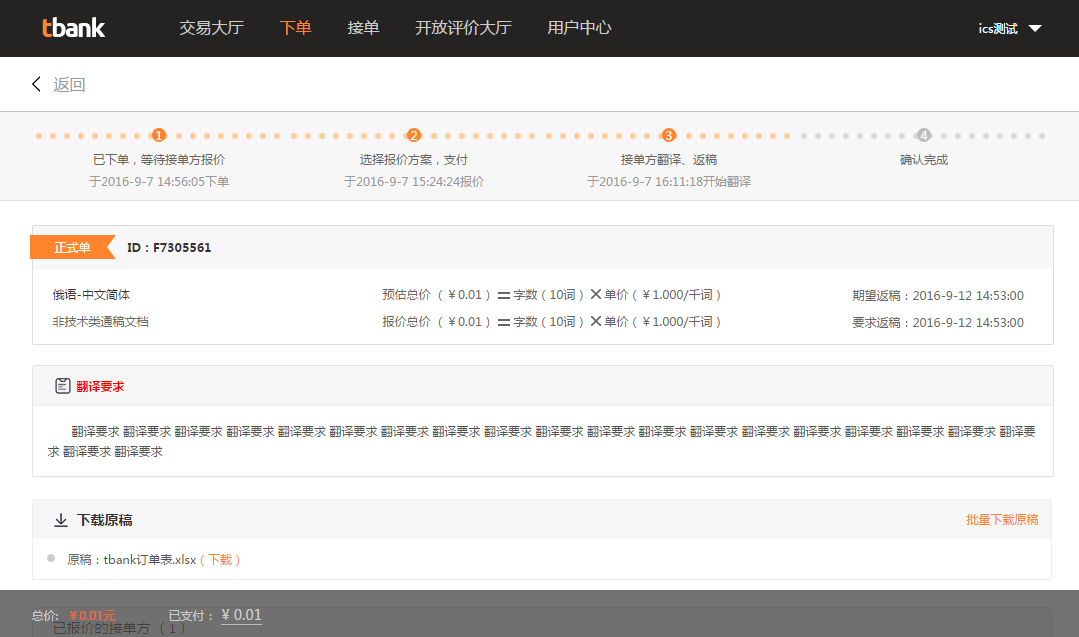 tbank 交易大厅 下单 接单 开放评价大厅 用户中心 ics测试
返回
1 2 3 4
已下单，等待接单方报价 选择报价方案，支付 接单方翻译、返稿 确认完成
于2016-9-7 14:56:05下单 于2016-9-7 15:24:24报价 于2016-9-7 16:11:18开始翻译
正式单 ID：F7305561
俄语-中文简体 预估总价（￥0.01）＝字数（10词）×单价（￥1.000/千词） 期望返稿：2016-9-12 14:53:00
非技术类通稿文档 报价总价（￥0.01）＝字数（10词）×单价（￥1.000/千词） 要求返稿：2016-9-12 14:53:00
翻译要求
翻译要求 翻译要求 翻译要求 翻译要求 翻译要求 翻译要求 翻译要求 翻译要求 翻译要求 翻译要求 翻译要求 翻译要求 翻译要求 翻译要求 翻译要求 翻译要求 翻译要求 翻译要求 翻译要
求 翻译要求 翻译要求
下载原稿 批量下载原稿
原稿：tbank订单表.xlsx（下载）
总价: ￥0.01元 已支付： ¥ 0.01
已报价的接单方（1）